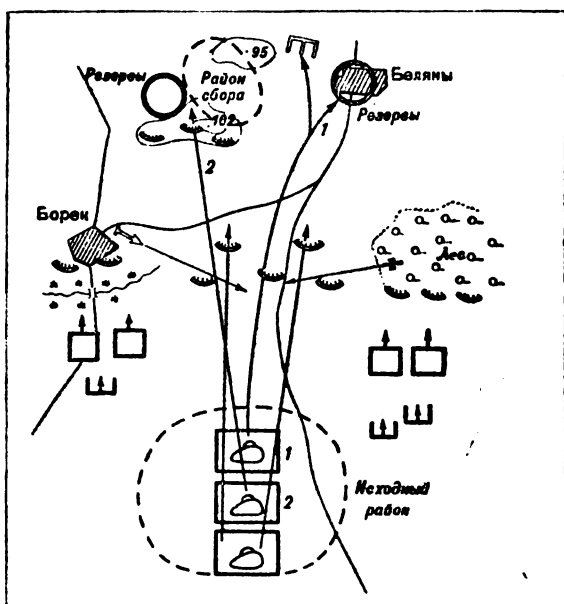 95
Резервы
Район
сбора
Беляны
Резервы
1
102
2
Борек
Лес
1
2
Исходный
район